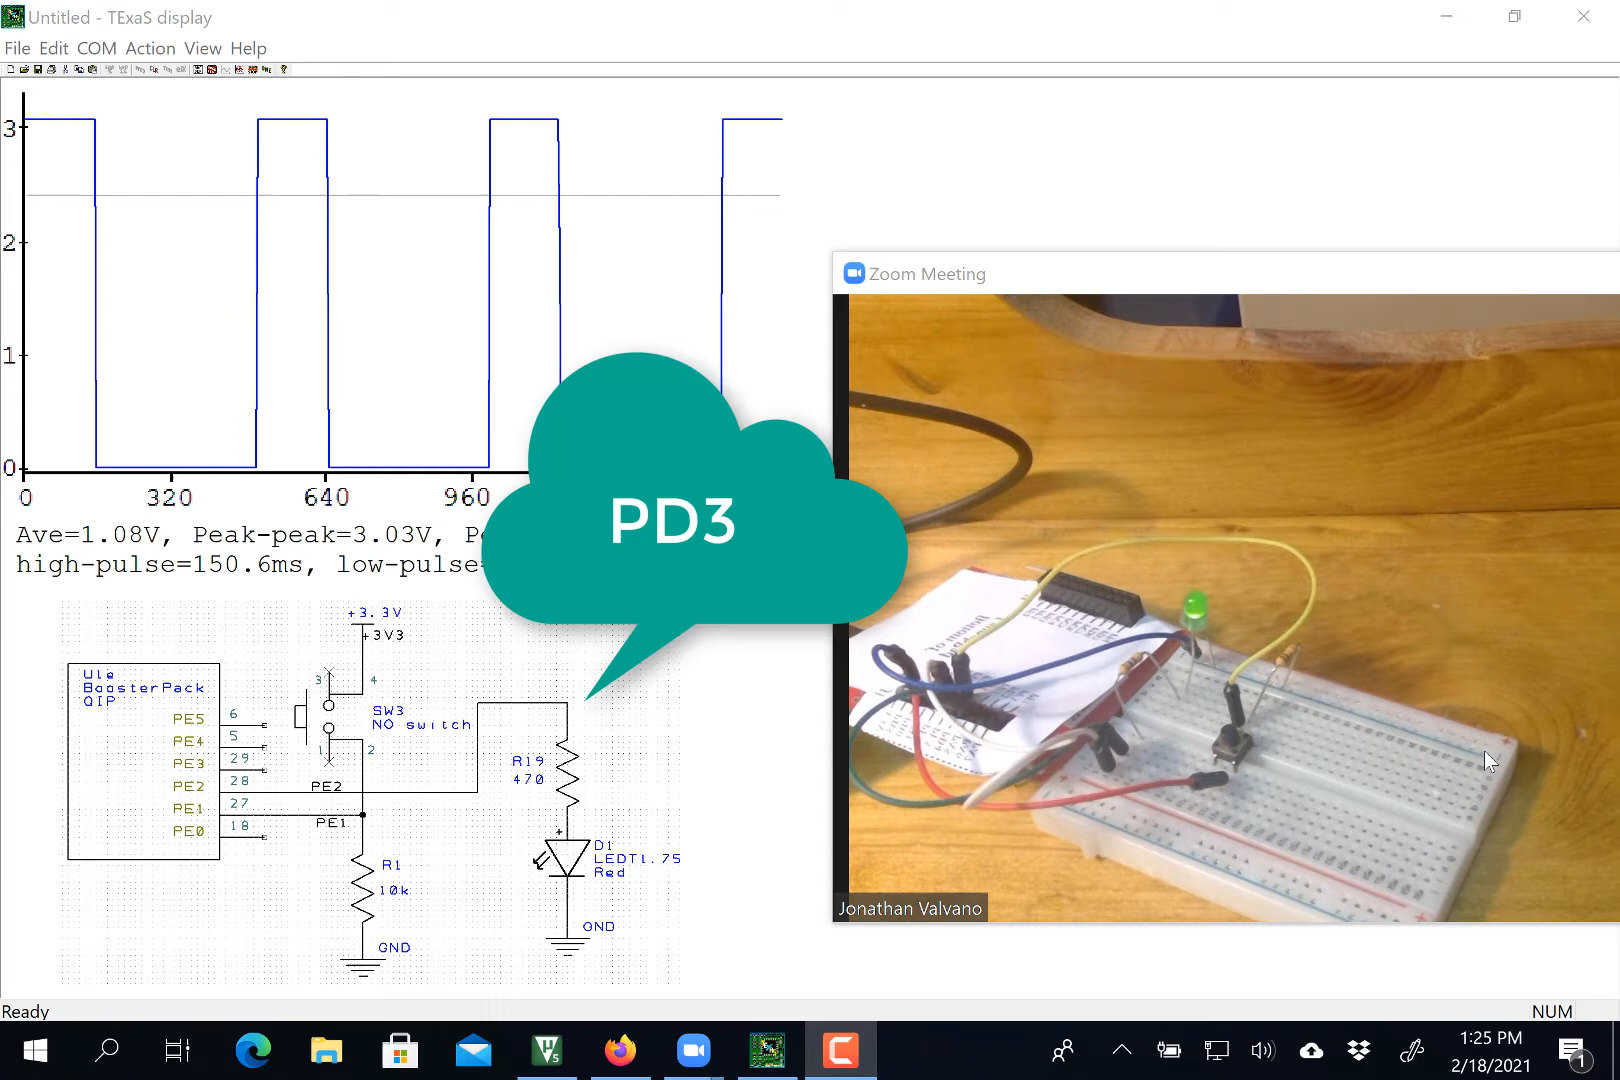 Untitled - TExaS display
File Edit COM Action View Help
3
2
1
0
0 320 640 960
Ave=1.08V, Peak-peak=3.03V,
high-pulse=150.6ms, low-pulse=
PD3
Zoom Meeting
Jonathan Valvano
+3.3V
+3V3
U1e
BoosterPack
QIP
PE5 6
PE4 5
PE3 29
PE2 28
PE1 27
PE0 18
3 4
SW3
NO switch
1 2
PE2
PE1
R1
10k
GND
R19
470
+
D1
LEDT1.75
Red
GND
Ready
NUM
1:25 PM
2/18/2021
1